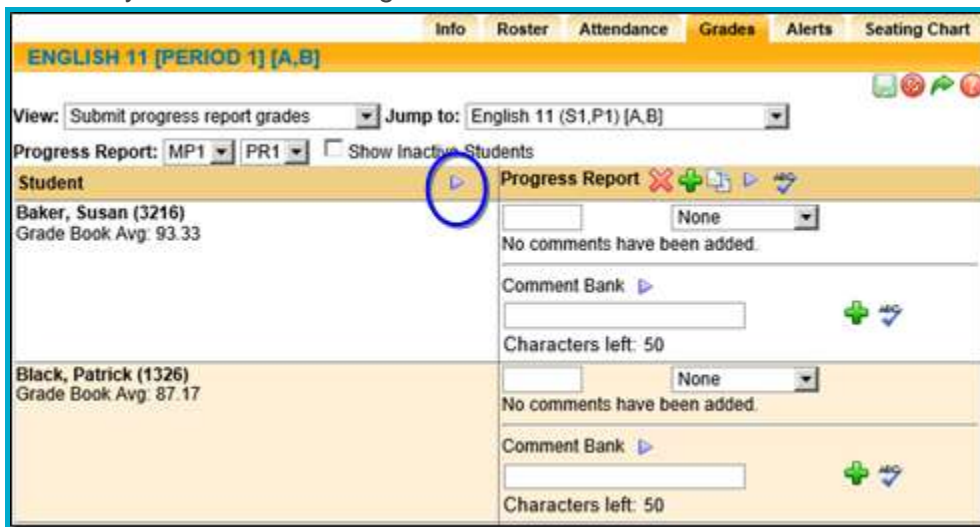 Info Roster Attendance Grades Alerts Seating Chart
ENGLISH 11 [PERIOD 1] [A,B]
View: Submit progress report grades Jump to: English 11 (S1,P1) [A,B]
Progress Report: MP1 PR1 Show Inactive Students
Student Progress Report
Baker, Susan (3216) None
Grade Book Avg: 93.33
No comments have been added.
Comment Bank
ABC
Characters left: 50
Black, Patrick (1326) None
Grade Book Avg: 87.17
No comments have been added.
Comment Bank
ABC
Characters left: 50